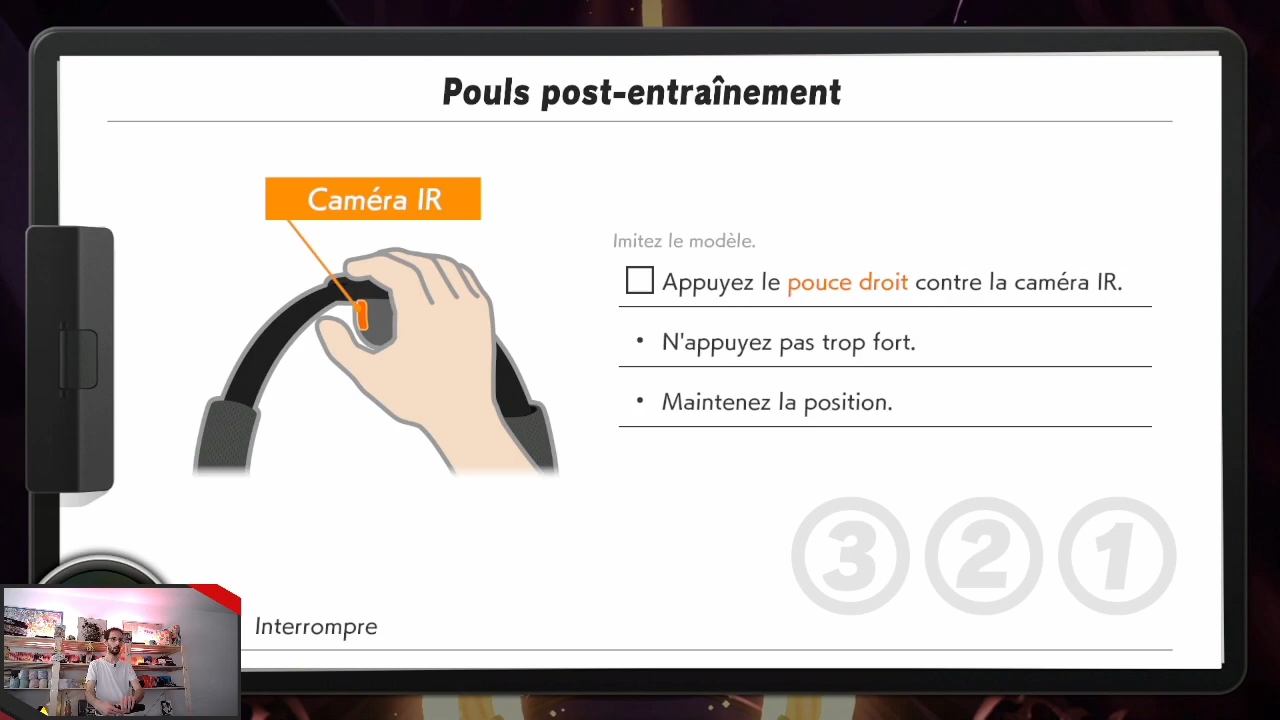 Pouls post-entraînement
Caméra IR
Imitez le modèle.
Appuyez le pouce droit contre la caméra IR.
• N'appuyez pas trop fort.
• Maintenez la position.
3 2 1
Interrompre